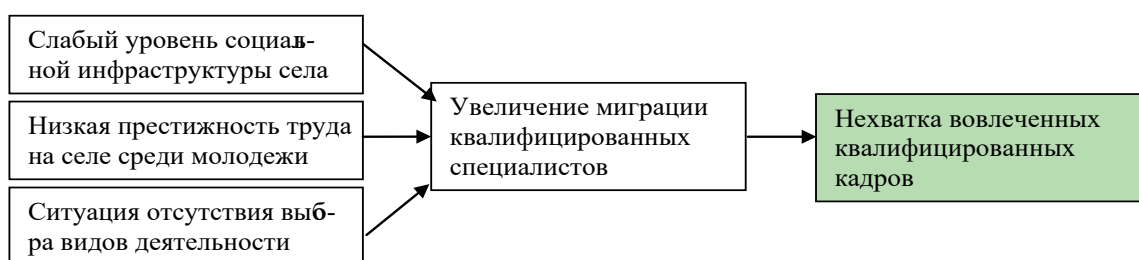 Слабый уровень социаль-
ной инфраструктуры села
Низкая престижность труда
на селе среди молодежи
Ситуация отсутствия выб-
ра видов деятельности
Увеличение миграции
квалифицированных
специалистов
Нехватка вовлеченных
квалифицированных
кадров